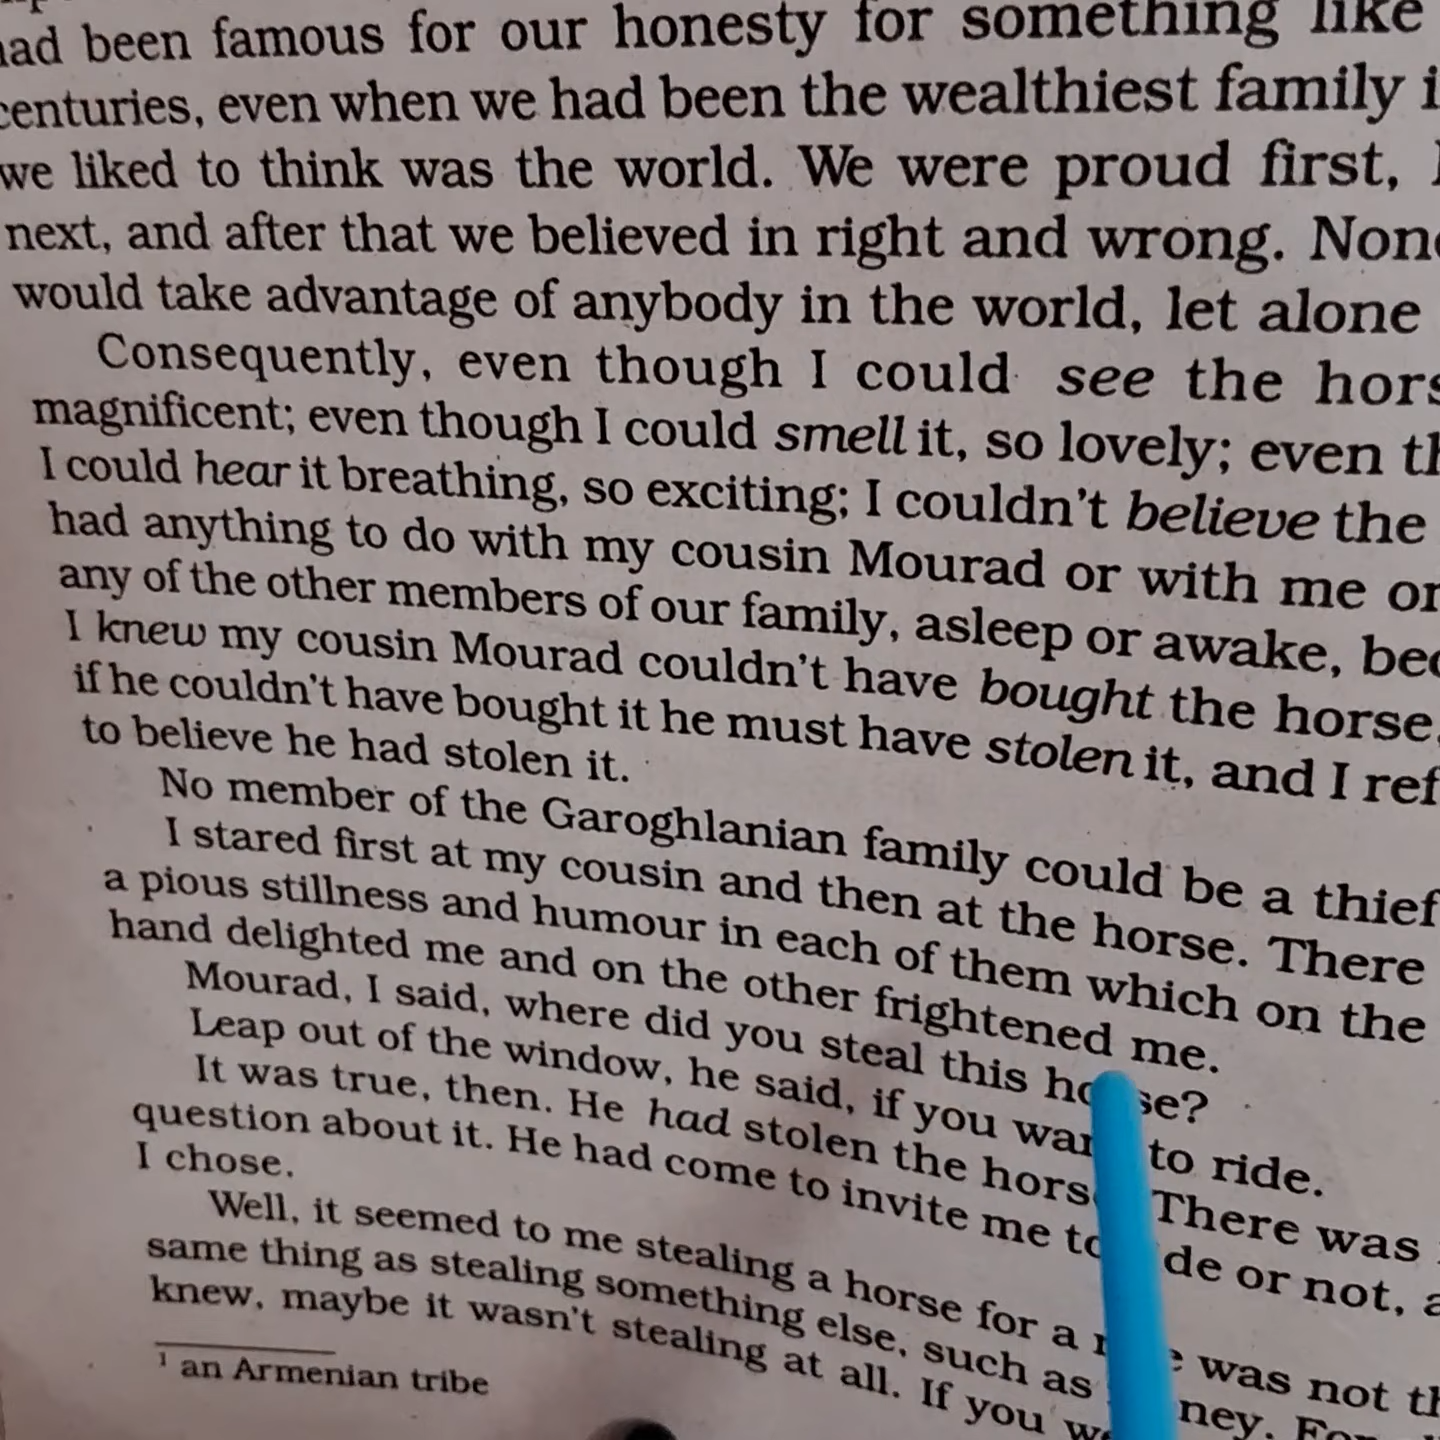 had been famous for our honesty for something like
centuries, even when we had been the wealthiest family
we liked to think was the world. We were proud first,
next, and after that we believed in right and wrong.
would take advantage of anybody in the world, let alone
Consequently, even though I could see the
magnificent; even though I could smell it, so lovely; even
I could hear it breathing, so exciting; I couldn't believe the
had anything to do with my cousin Mourad or with me or
any of the other members of our family, asleep or awake,
I knew my cousin Mourad couldn't have bought the horse,
if he couldn't have bought it he must have stolen it, and I
to believe he had stolen it.
No member of the Garoghlanian family could be a thief
I stared first at my cousin and then at the horse. There
a pious stillness and humour in each of them which on the
hand delighted me and on the other frightened me.
Mourad, I said, where did you steal this horse?
Leap out of the window, he said, if you want to ride.
It was true, then. He had stolen the horse. There was
question about it. He had come to invite me to or not,
I chose.
Well, it seemed to me stealing a horse for a was not
same thing as stealing something else, such as
knew, maybe it wasn't stealing at all. If you
1 an Armenian tribe